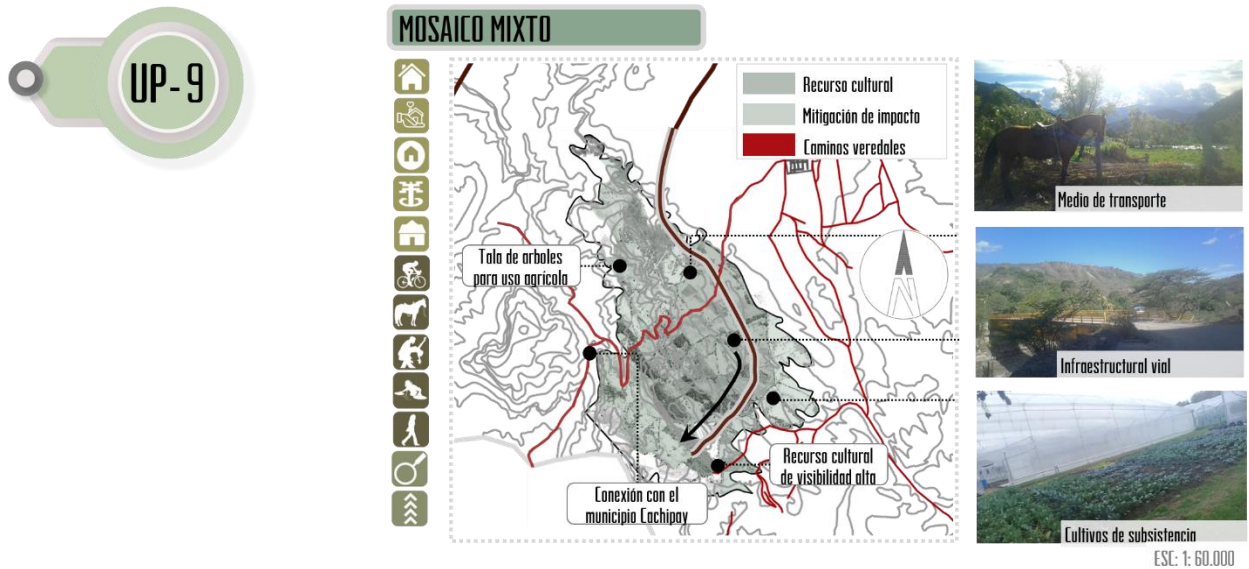 UP-9
MOSAICO MIXTO
Recurso cultural
Mitigación de impacto
Caminos veredales
Tala de arboles
para uso agrícola
Recurso cultural
de visibilidad alta
Conexión con el
municipio Cachipay
N
Medio de transporte
Infraestructural vial
Cultivos de subsistencia
ESC: 1: 60.000